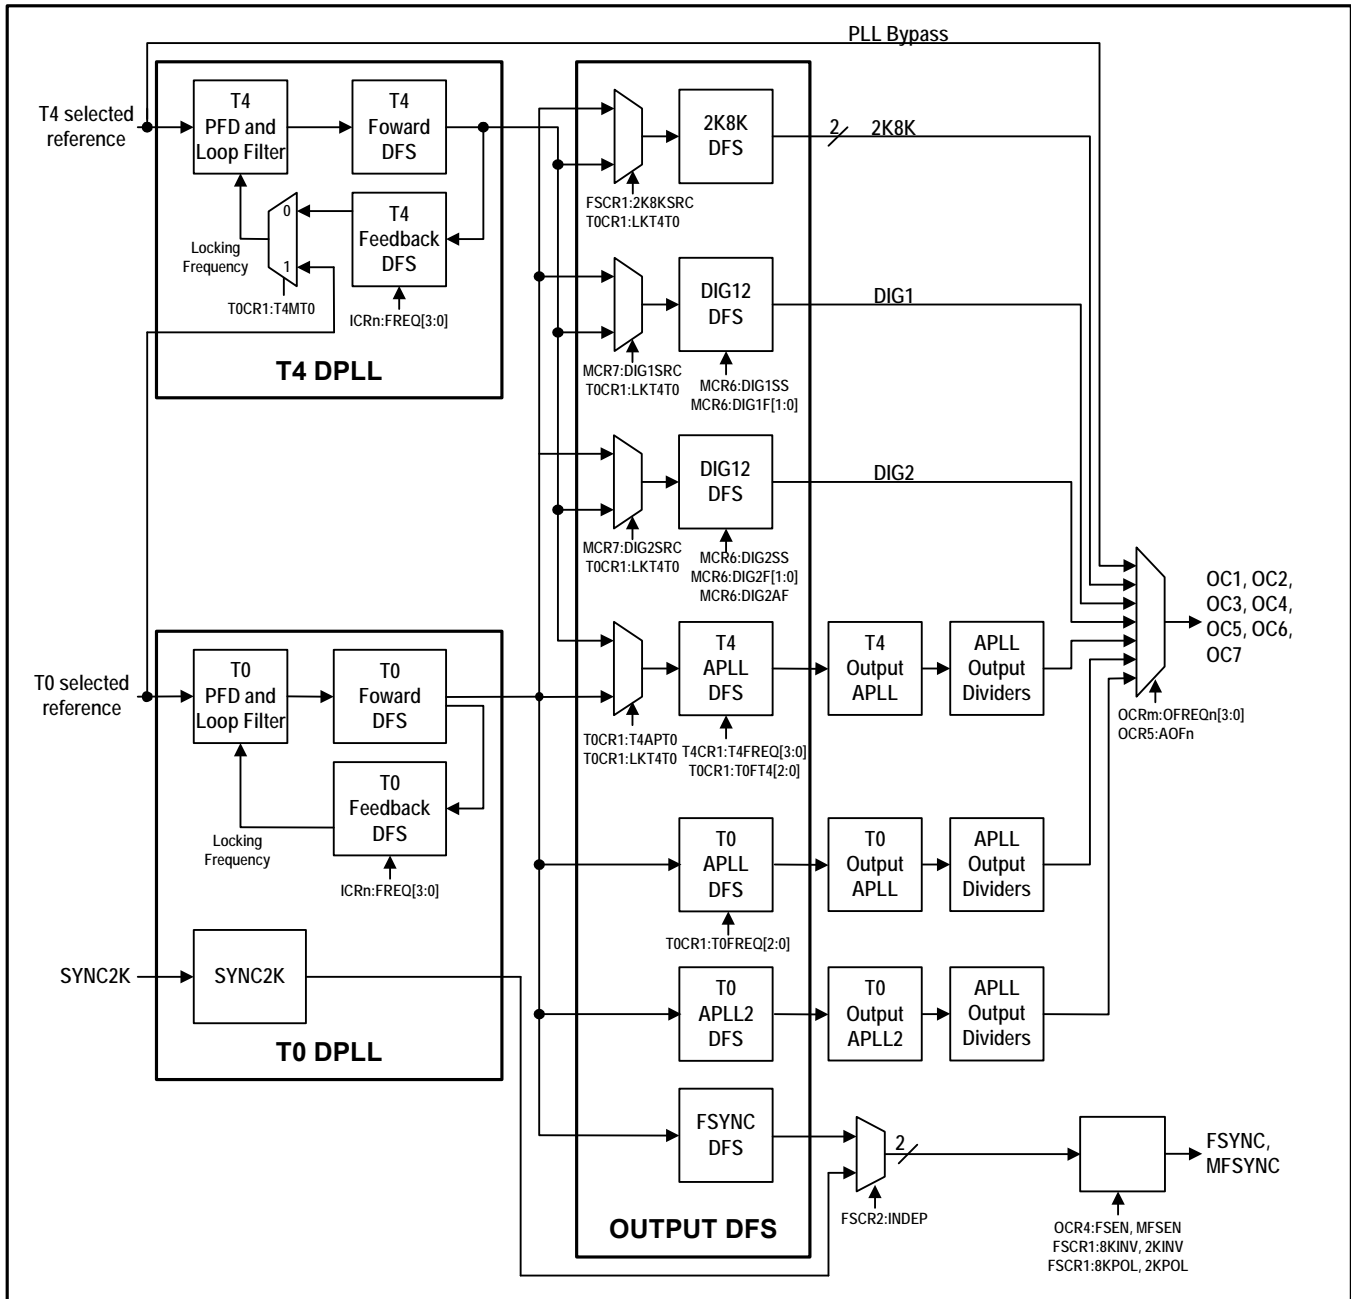 PLL Bypass
T4 selected
reference
T4
PFD and
Loop Filter
T4
Foward
DFS
0
1
T4
Feedback
DFS
Locking
Frequency
T0CR1:T4MT0
ICRn:FREQ[3:0]
T4 DPLL
2K8K
DFS
2
2K8K
FSCR1:2K8KSRC
T0CR1:LKT4T0
DIG12
DFS
DIG1
MCR7:DIG1SRC
T0CR1:LKT4T0
MCR6:DIG1SS
MCR6:DIG1F[1:0]
DIG12
DFS
DIG2
MCR7:DIG2SRC
T0CR1:LKT4T0
MCR6:DIG2SS
MCR6:DIG2F[1:0]
MCR6:DIG2AF
OC1, OC2,
OC3, OC4,
OC5, OC6,
OC7
OCRm:OFREQn[3:0]
OCR5:AOFn
T4
APLL
DFS
T4
Output
APLL
APLL
Output
Dividers
T0CR1:T4APT0
T0CR1:LKT4T0
T4CR1:T4FREQ[3:0]
T0CR1:T0FT4[2:0]
T0 selected
reference
T0
PFD and
Loop Filter
T0
Foward
DFS
T0
Feedback
DFS
Locking
Frequency
ICRn:FREQ[3:0]
T0
APLL
DFS
T0
Output
APLL
APLL
Output
Dividers
T0CR1:T0FREQ[2:0]
SYNC2K
SYNC2K
T0 DPLL
T0
APLL2
DFS
T0
Output
APLL2
APLL
Output
Dividers
FSYNC
DFS
2
FSCR2:INDEP
FSYNC,
MFSYNC
OCR4:FSEN, MFSEN
FSCR1:8KINV, 2KINV
FSCR1:8KPOL, 2KPOL
OUTPUT DFS